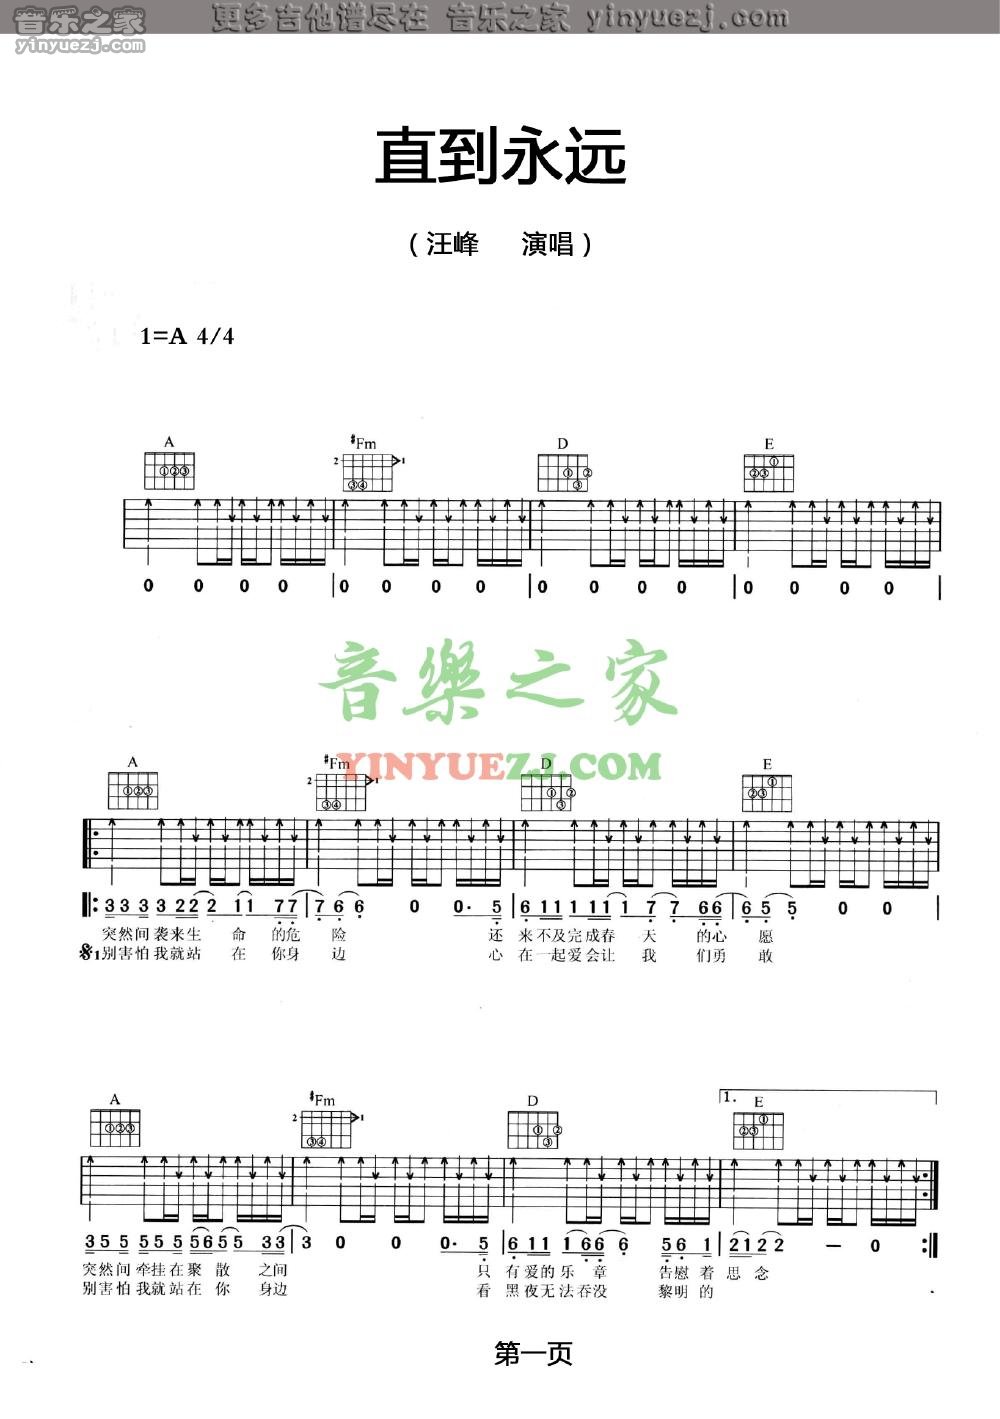 音乐之家
yinyuezj.com
更多吉他谱尽在 音乐之家 yinyuezj.com
直到永远
（汪峰 演唱）
1=A 4/4
A #Fm D E
0 0 0 0 | 0 0 0 0 | 0 0 0 0 | 0 0 0 0 |
音樂之家
YINYUEZJ.COM
A #Fm D E
3 3 3 3 2 2 2 1 1 7 7 | 7 6 6 0 0· 5 | 6 1 1 1 1 1 1 7 7 6 6 | 6 5 5 0 0 |
突然间袭来生 命 的危 险 还 来不及完成春 天 的心 愿
1别害怕我就站 在 你身 边 心 在一起爱会让 我 们勇 敢
A #Fm D 1. E
3 5 5 5 5 5 5 6 5 5 3 3 | 3 0 0 0· 5 | 6 1 1 1 6 6 6 5 6 1 | 2 1 2 2 — 0 :
突然间牵挂在聚 散 之间 只 有爱的乐 章 告慰着 思念
别害怕我就站在你 身边 看 黑夜无法吞没 黎明的
第一页